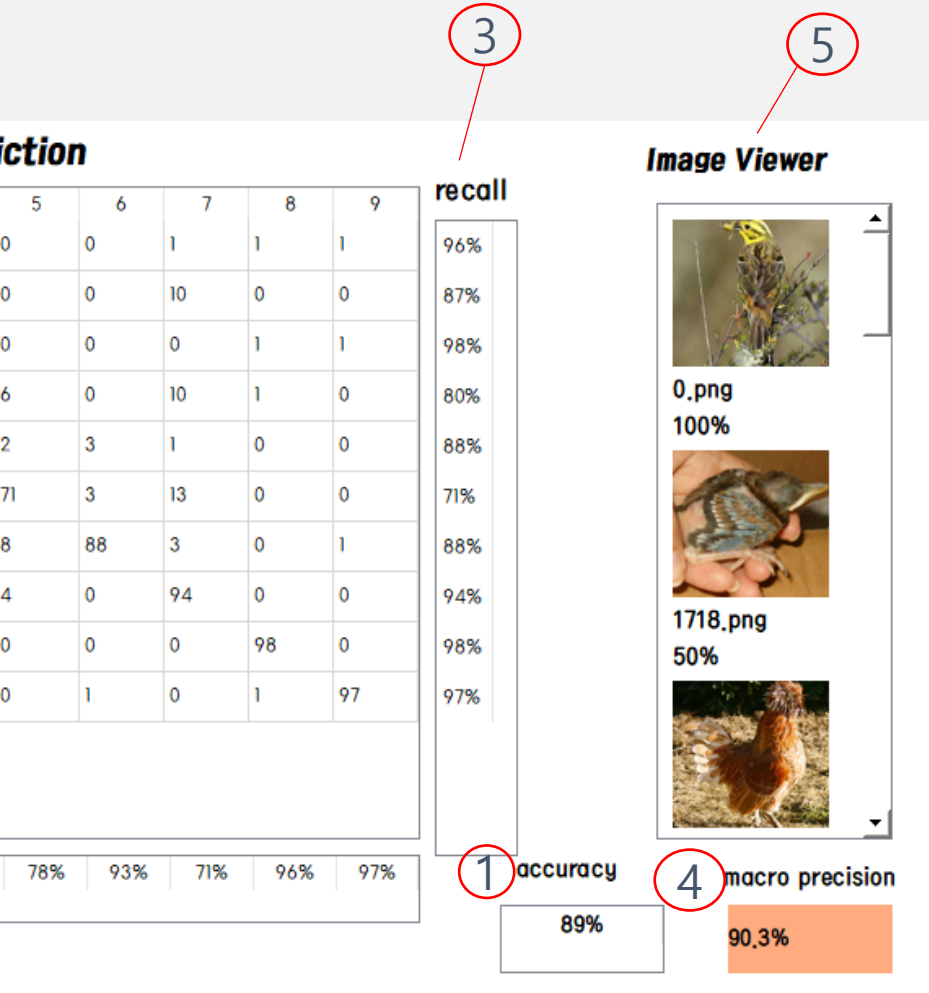 3
5
iction
Image Viewer
recall
5 6 7 8 9
0 0 1 1 1 96%
0 0 10 0 0 87%
0 0 0 1 1 98%
6 0 10 1 0 80%
2 3 1 0 0 88%
71 3 13 0 0 71%
8 88 3 0 1 88%
4 0 94 0 0 94%
0 0 0 98 0 98%
0 1 0 1 97 97%
0.png
100%
1718.png
50%
78% 93% 71% 96% 97%
1 accuracy
89%
4 macro precision
90.3%